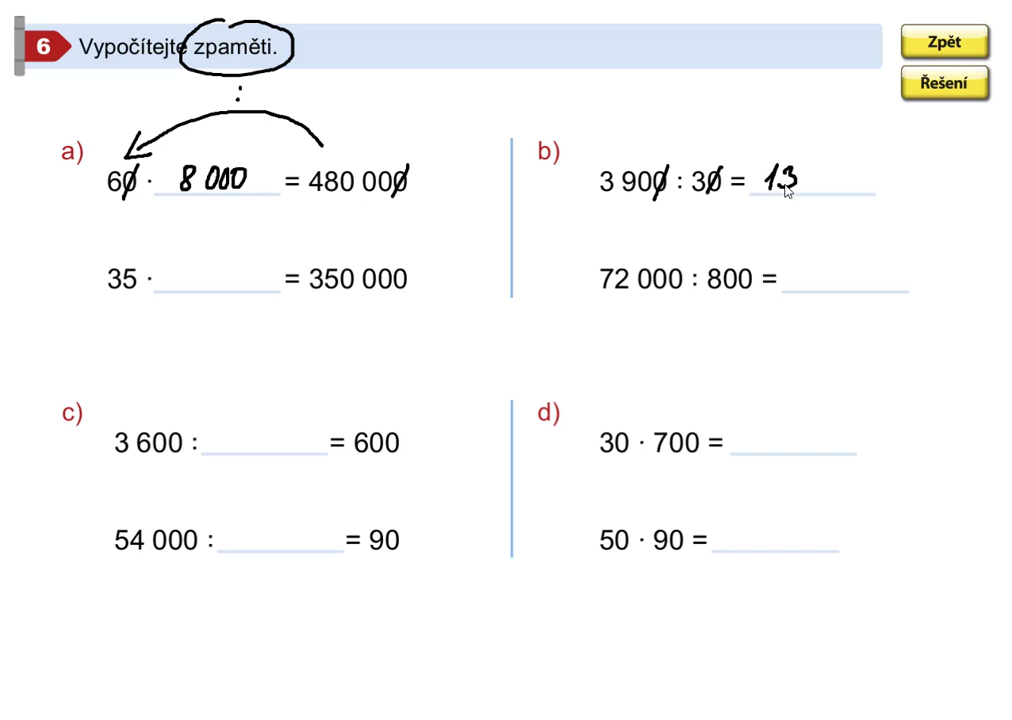 6 Vypočítejte zpaměti.
Zpět
Řešení
:
a)
60 · 8 000 = 480 000
35 · = 350 000
b)
3 900 : 30 = 13
72 000 : 800 =
c)
3 600 : = 600
54 000 : = 90
d)
30 · 700 =
50 · 90 =